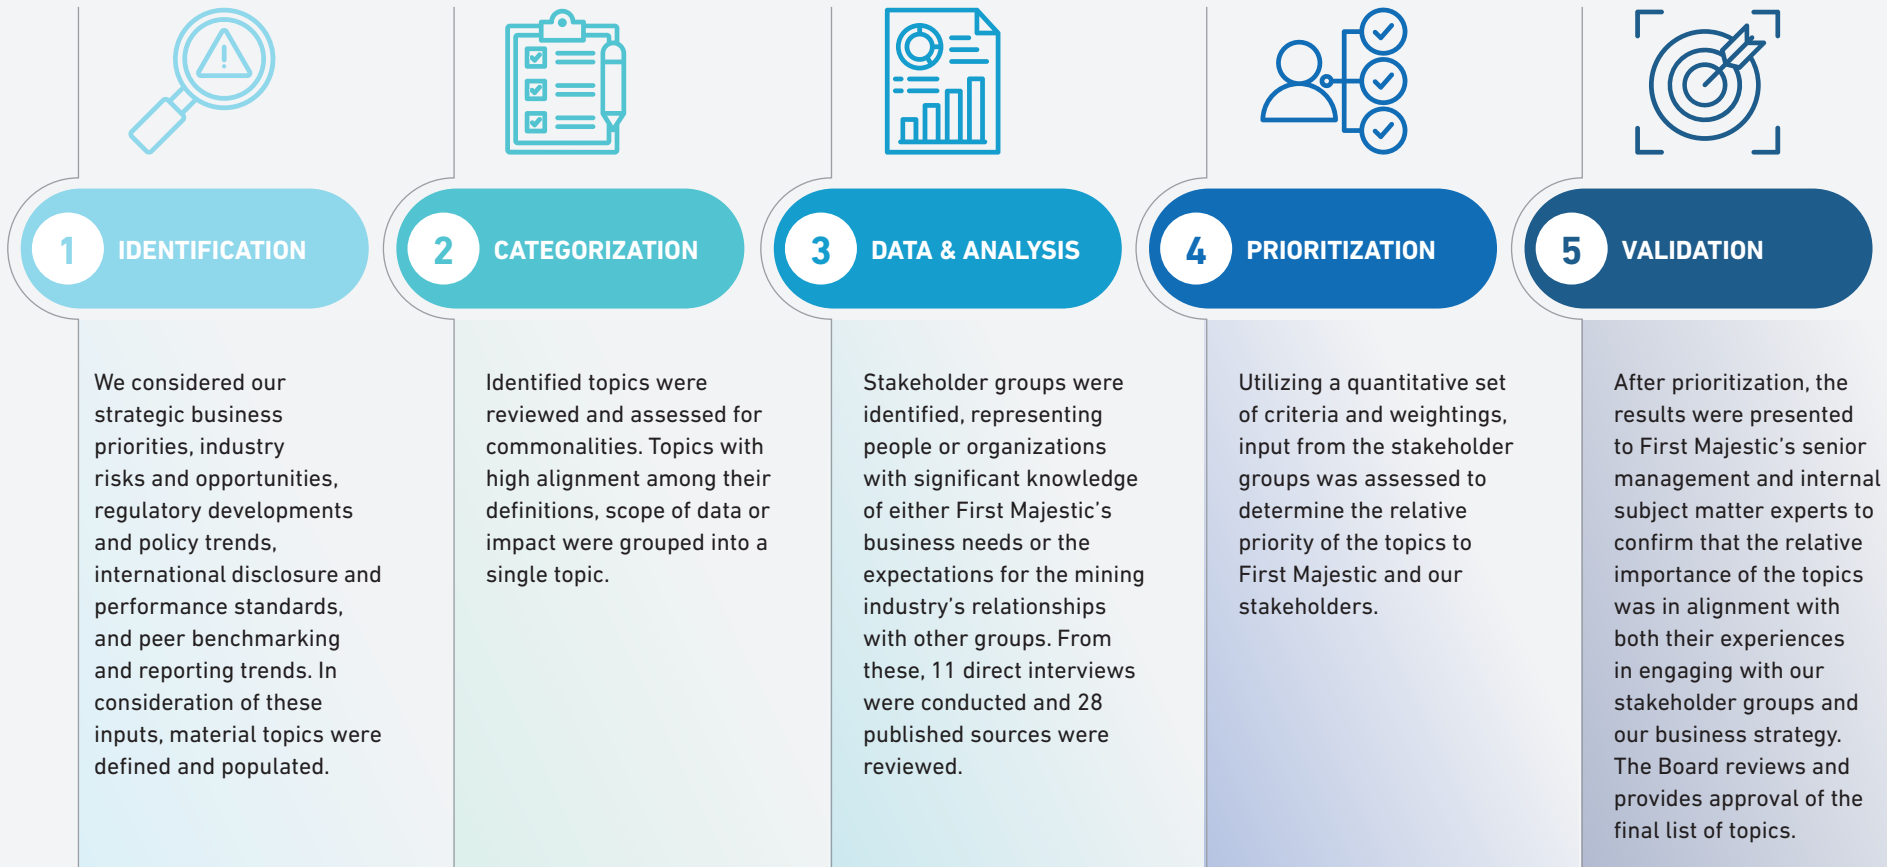 1 IDENTIFICATION
We considered our
strategic business
priorities, industry
risks and opportunities,
regulatory developments
and policy trends,
international disclosure and
performance standards,
and peer benchmarking
and reporting trends. In
consideration of these
inputs, material topics were
defined and populated.
2 CATEGORIZATION
Identified topics were
reviewed and assessed for
commonalities. Topics with
high alignment among their
definitions, scope of data or
impact were grouped into a
single topic.
3 DATA & ANALYSIS
Stakeholder groups were
identified, representing
people or organizations
with significant knowledge
of either First Majestic’s
business needs or the
expectations for the mining
industry’s relationships
with other groups. From
these, 11 direct interviews
were conducted and 28
published sources were
reviewed.
4 PRIORITIZATION
Utilizing a quantitative set
of criteria and weightings,
input from the stakeholder
groups was assessed to
determine the relative
priority of the topics to
First Majestic and our
stakeholders.
5 VALIDATION
After prioritization, the
results were presented
to First Majestic’s senior
management and internal
subject matter experts to
confirm that the relative
importance of the topics
was in alignment with
both their experiences
in engaging with our
stakeholder groups and
our business strategy.
The Board reviews and
provides approval of the
final list of topics.